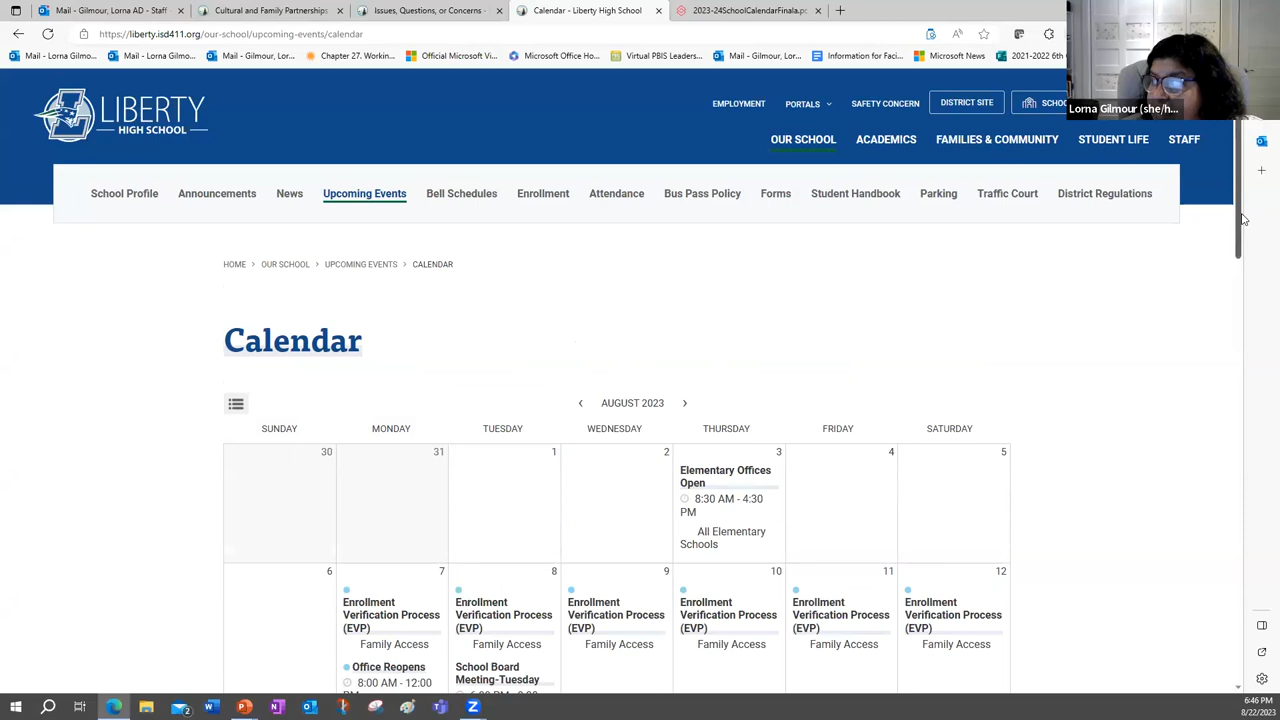 Mail - Gilmour, Lorna AD - Staff
Cultural and Family Partnerships
Issues, Questions, or Concerns -
Calendar - Liberty High School
2023-24SchoolCalendarFinala.pc
https://liberty.isd411.org/our-school/upcoming-events/calendar
Mail - Lorna Gilmo...
Mail - Lorna Gilmo...
Mail - Gilmour, Lor...
Chapter 27. Working...
Official Microsoft Vi...
Microsoft Office Ho...
Virtual PBIS Leaders...
Mail - Gilmour, Lor...
Information for Faci...
Microsoft News
2021-2022 6th
Lorna Gilmour (she/h...
LIBERTY
HIGH SCHOOL
EMPLOYMENT
PORTALS
SAFETY CONCERN
DISTRICT SITE
OUR SCHOOL
ACADEMICS
FAMILIES & COMMUNITY
STUDENT LIFE
STAFF
School Profile
Announcements
News
Upcoming Events
Bell Schedules
Enrollment
Attendance
Bus Pass Policy
Forms
Student Handbook
Parking
Traffic Court
District Regulations
HOME > OUR SCHOOL > UPCOMING EVENTS > CALENDAR
Calendar
‹ AUGUST 2023 ›
SUNDAY MONDAY TUESDAY WEDNESDAY THURSDAY FRIDAY SATURDAY
30 31 1 2 3 4 5
Elementary Offices
Open
8:30 AM - 4:30
PM
All Elementary
Schools
6 7 8 9 10 11 12
Enrollment
Verification Process
(EVP)
Family Access
Office Reopens
8:00 AM - 12:00
Enrollment
Verification Process
(EVP)
Family Access
School Board
Meeting-Tuesday
Enrollment
Verification Process
(EVP)
Family Access
Enrollment
Verification Process
(EVP)
Family Access
Enrollment
Verification Process
(EVP)
Family Access
Enrollment
Verification Process
(EVP)
Family Access
6:46 PM
8/22/2023